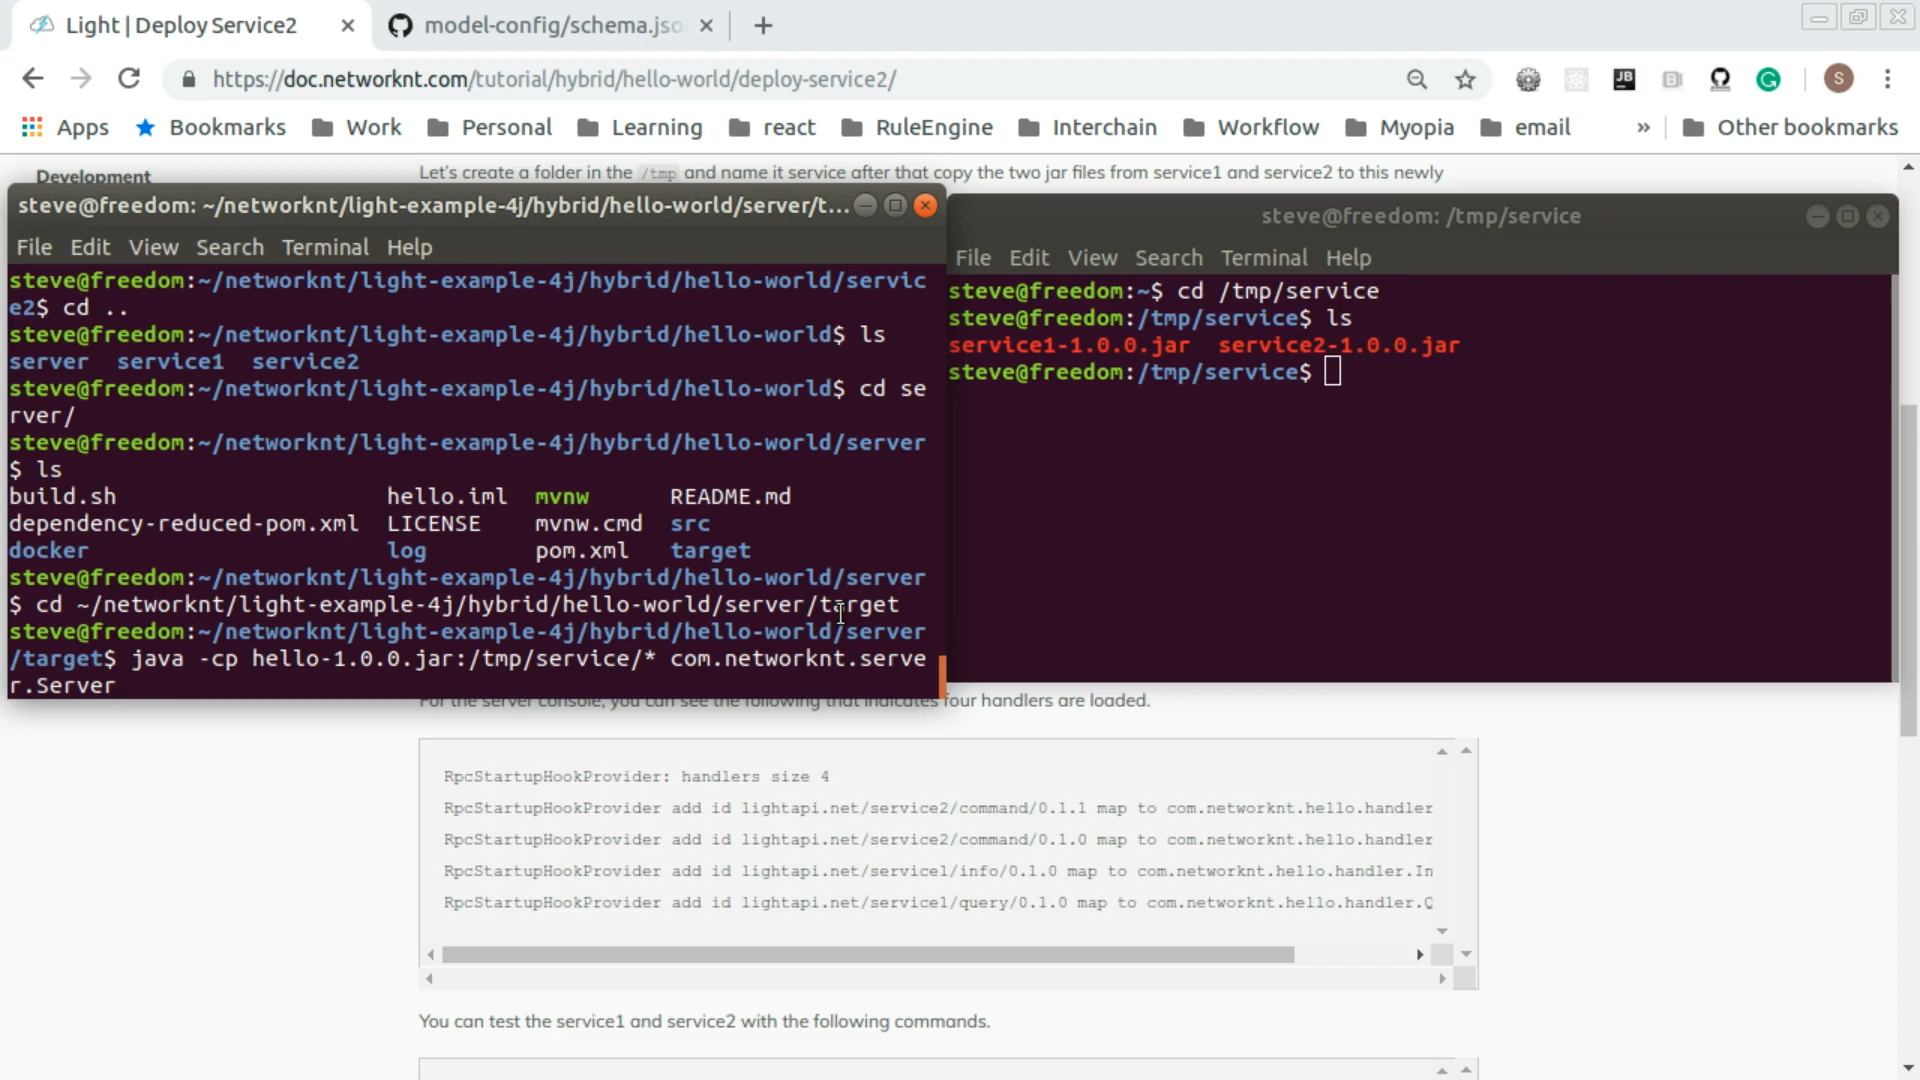 Light | Deploy Service2
model-config/schema.jso
https://doc.networknt.com/tutorial/hybrid/hello-world/deploy-service2/
JB
S
Apps Bookmarks Work Personal Learning react RuleEngine Interchain Workflow Myopia email » Other bookmarks
Development
Let's create a folder in the /tmp and name it service after that copy the two jar files from service1 and service2 to this newly
steve@freedom: ~/networknt/light-example-4j/hybrid/hello-world/server/t...
File Edit View Search Terminal Help
steve@freedom:~/networknt/light-example-4j/hybrid/hello-world/servic
e2$ cd ..
steve@freedom:~/networknt/light-example-4j/hybrid/hello-world$ ls
server service1 service2
steve@freedom:~/networknt/light-example-4j/hybrid/hello-world$ cd se
rver/
steve@freedom:~/networknt/light-example-4j/hybrid/hello-world/server
$ ls
build.sh hello.iml mvnw README.md
dependency-reduced-pom.xml LICENSE mvnw.cmd src
docker log pom.xml target
steve@freedom:~/networknt/light-example-4j/hybrid/hello-world/server
$ cd ~/networknt/light-example-4j/hybrid/hello-world/server/target
steve@freedom:~/networknt/light-example-4j/hybrid/hello-world/server
/target$ java -cp hello-1.0.0.jar:/tmp/service/* com.networknt.serve
r.Server
steve@freedom: /tmp/service
File Edit View Search Terminal Help
steve@freedom:~$ cd /tmp/service
steve@freedom:/tmp/service$ ls
service1-1.0.0.jar service2-1.0.0.jar
steve@freedom:/tmp/service$
For the server console, you can see the following that indicates four handlers are loaded.
RpcStartupHookProvider: handlers size 4
RpcStartupHookProvider add id lightapi.net/service2/command/0.1.1 map to com.networknt.hello.handler
RpcStartupHookProvider add id lightapi.net/service2/command/0.1.0 map to com.networknt.hello.handler
RpcStartupHookProvider add id lightapi.net/service1/info/0.1.0 map to com.networknt.hello.handler.In
RpcStartupHookProvider add id lightapi.net/service1/query/0.1.0 map to com.networknt.hello.handler.Q
You can test the service1 and service2 with the following commands.